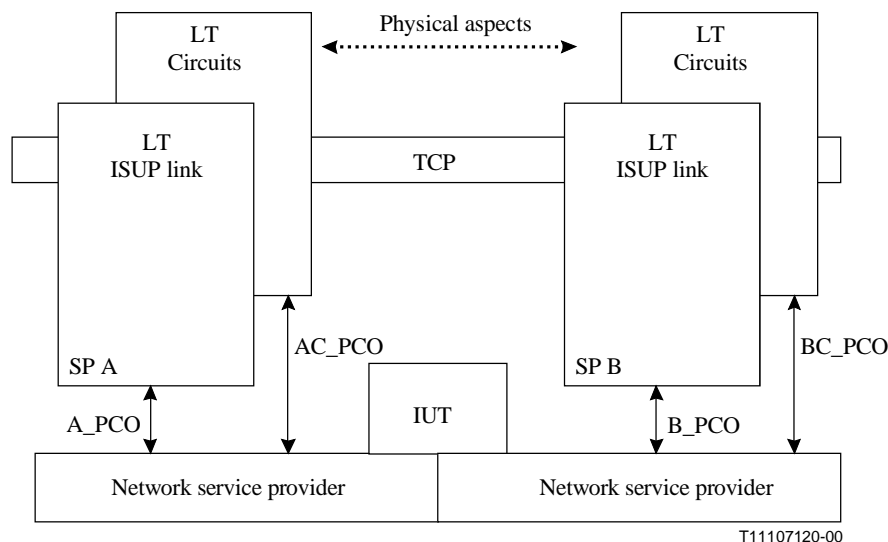 LT
Circuits
Physical aspects
LT
Circuits
LT
ISUP link
TCP
LT
ISUP link
SP A
AC_PCO
SP B
BC_PCO
A_PCO
IUT
B_PCO
Network service provider
Network service provider
T11107120-00